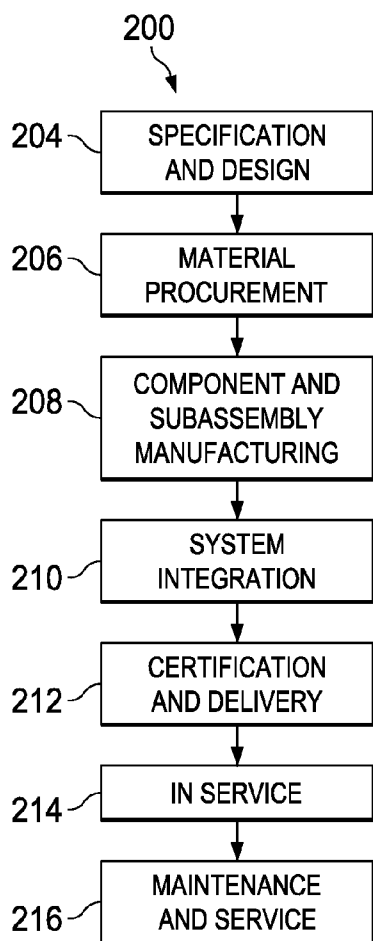 200
204
SPECIFICATION
AND DESIGN
206
MATERIAL
PROCUREMENT
208
COMPONENT AND
SUBASSEMBLY
MANUFACTURING
210
SYSTEM
INTEGRATION
212
CERTIFICATION
AND DELIVERY
214
IN SERVICE
216
MAINTENANCE
AND SERVICE